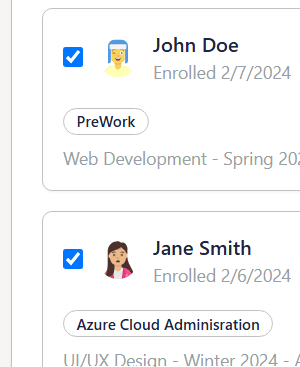 John Doe
Enrolled 2/7/2024
PreWork
Web Development - Spring
Jane Smith
Enrolled 2/6/2024
Azure Cloud Adminisration
UI/UX Design - Winter 2024 -